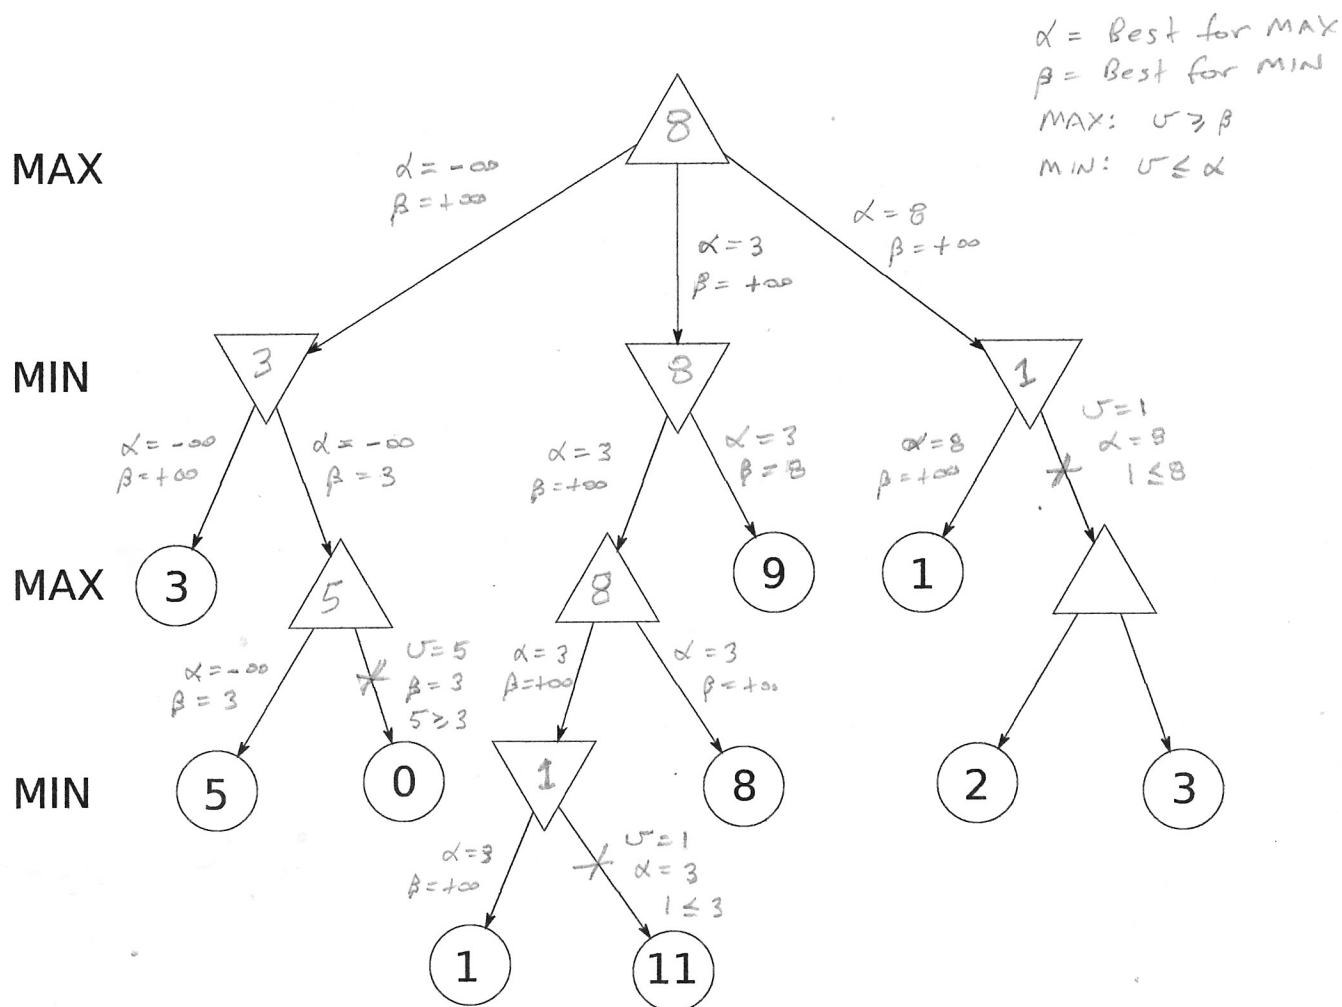 α = Best for MAX
β = Best for MIN
MAX: υ ≥ β
MIN: υ ≤ α
8
MAX
α = -∞
β = +∞
α = 3
β = +∞
α = 8
β = +∞
MIN
3
8
1
α = -∞
β = +∞
α = -∞
β = 3
α = 3
β = +∞
α = 3
β = 8
α = 8
β = +∞
υ = 1
α = 8
1 ≤ 8
MAX
3
5
8
9
1
α = -∞
β = 3
υ = 5
β = 3
5 ≥ 3
α = 3
β = +∞
α = 3
β = +∞
MIN
5
0
1
8
2
3
α = 3
β = +∞
υ = 1
α = 3
1 ≤ 3
1
11